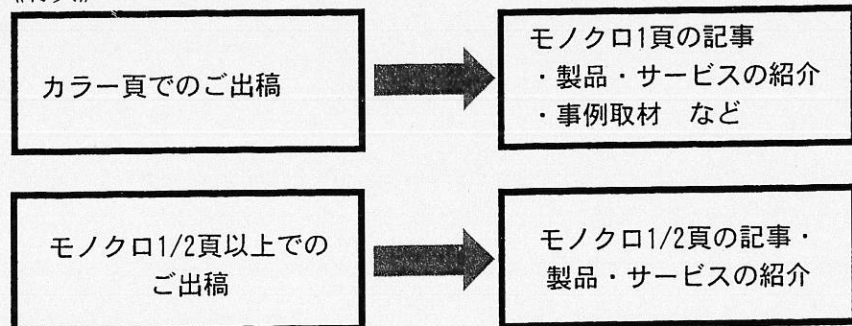 カラー頁でのご出稿
モノクロ1頁の記事
・製品・サービスの紹介
・事例取材　など
モノクロ1/2頁以上での
ご出稿
モノクロ1/2頁の記事・
製品・サービスの紹介